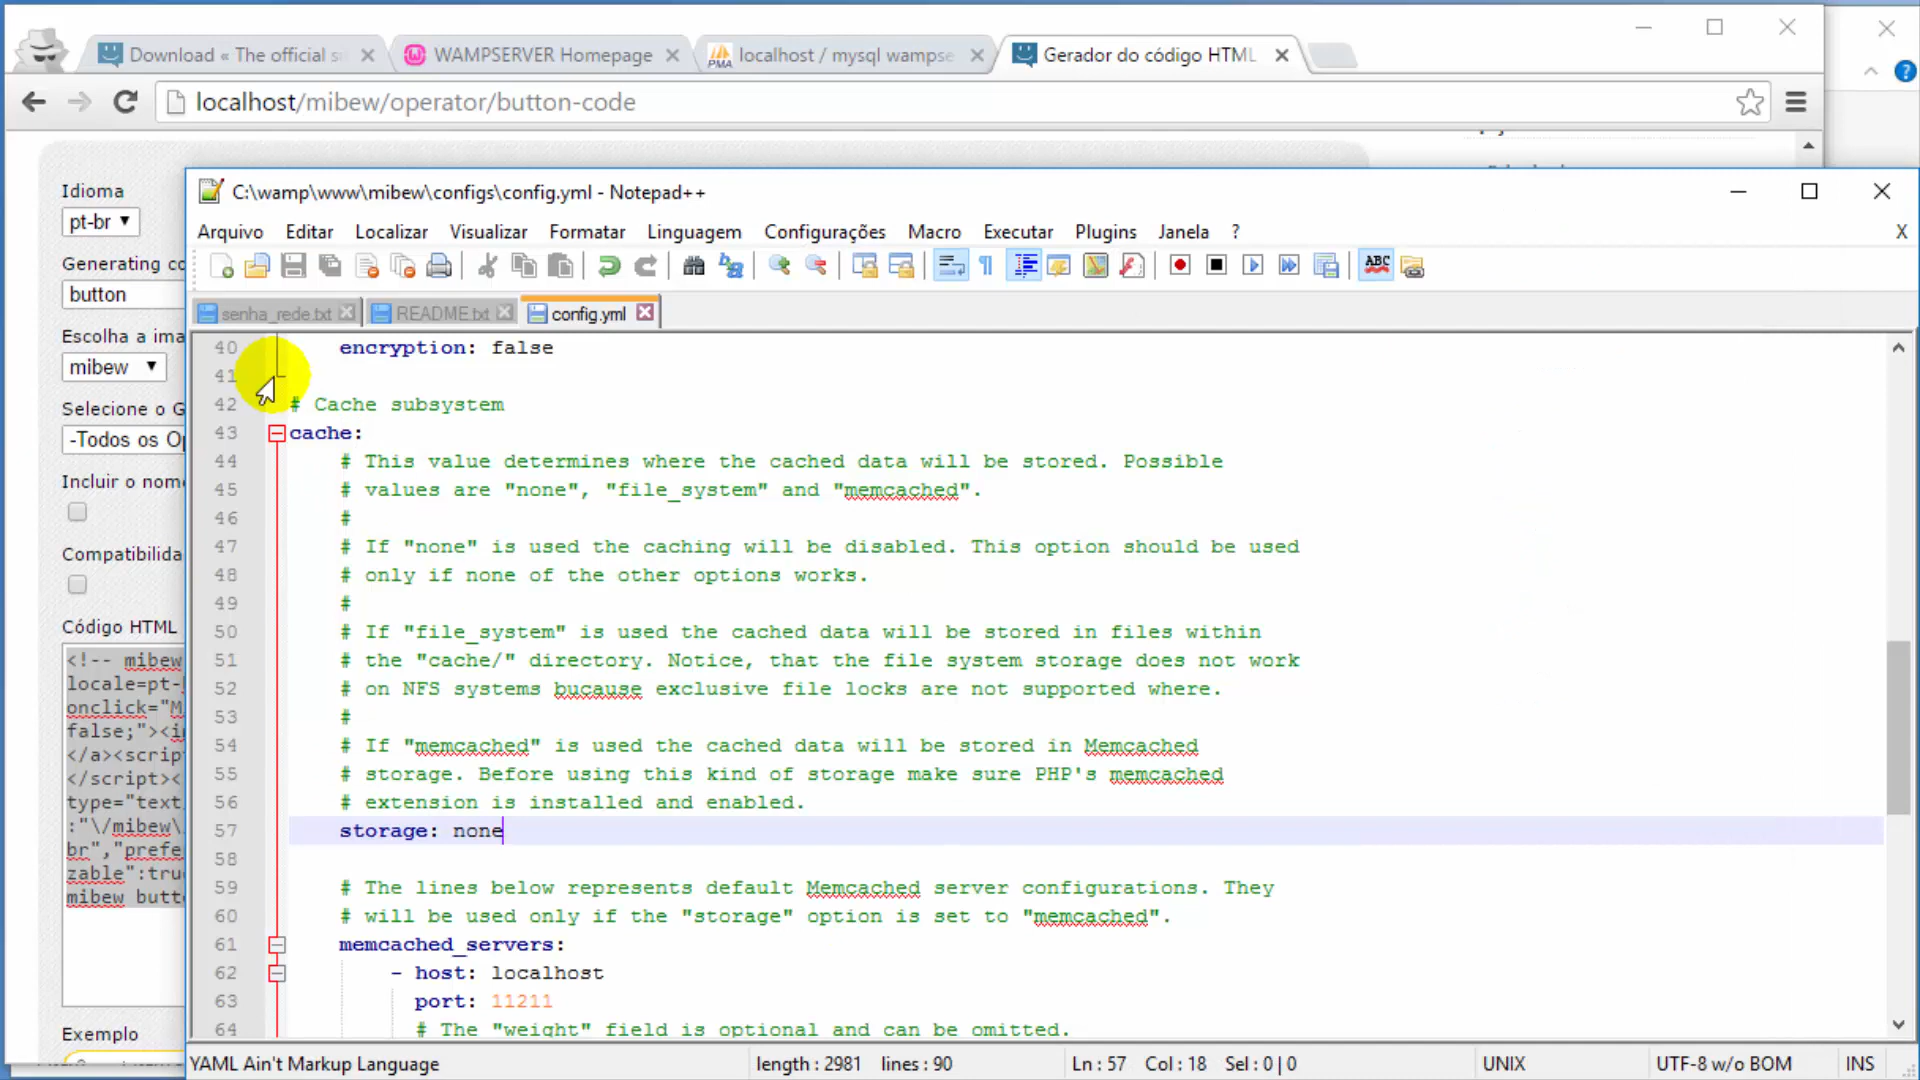 Download « The official s
WAMPSERVER Homepage
localhost / mysql wampse
Gerador do código HTML
localhost/mibew/operator/button-code
Idioma
pt-br
Generating co
button
Escolha a ima
mibew
Selecione o G
-Todos os Op
Incluir o nome
Compatibilida
Código HTML
<!-- mibew
locale=pt-
onclick="M
false;"><i
</a><script
</script><
type="text
:"\/mibew\
br","prefe
zable":true
mibew butt
Exemplo
C:\wamp\www\mibew\configs\config.yml - Notepad++
Arquivo Editar Localizar Visualizar Formatar Linguagem Configurações Macro Executar Plugins Janela ? X
ABC
senha_rede.txt README.txt config.yml
40 encryption: false
41
42 # Cache subsystem
43 cache:
44 # This value determines where the cached data will be stored. Possible
45 # values are "none", "file_system" and "memcached".
46 #
47 # If "none" is used the caching will be disabled. This option should be used
48 # only if none of the other options works.
49 #
50 # If "file_system" is used the cached data will be stored in files within
51 # the "cache/" directory. Notice, that the file system storage does not work
52 # on NFS systems bucause exclusive file locks are not supported where.
53 #
54 # If "memcached" is used the cached data will be stored in Memcached
55 # storage. Before using this kind of storage make sure PHP's memcached
56 # extension is installed and enabled.
57 storage: none
58
59 # The lines below represents default Memcached server configurations. They
60 # will be used only if the "storage" option is set to "memcached".
61 memcached_servers:
62 - host: localhost
63 port: 11211
64 # The "weight" field is optional and can be omitted.
YAML Ain't Markup Language length : 2981 lines : 90 Ln : 57 Col : 18 Sel : 0 | 0 UNIX UTF-8 w/o BOM INS